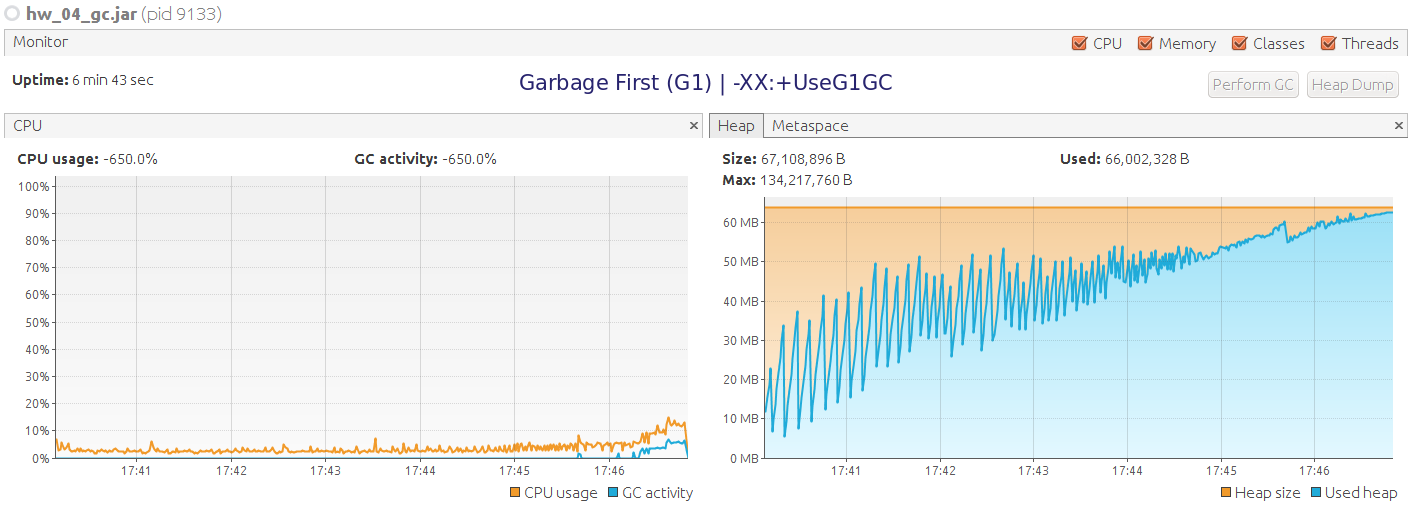 hw_04_gc.jar (pid 9133)
Monitor
CPU Memory Classes Threads
Uptime: 6 min 43 sec
Garbage First (G1) | -XX:+UseG1GC
Perform GC Heap Dump
CPU ×
CPU usage: -650.0% GC activity: -650.0%
100%
90%
80%
70%
60%
50%
40%
30%
20%
10%
0%
17:41 17:42 17:43 17:44 17:45 17:46
CPU usage GC activity
Heap Metaspace ×
Size: 67,108,896 B Used: 66,002,328 B
Max: 134,217,760 B
60 MB
50 MB
40 MB
30 MB
20 MB
10 MB
0 MB
17:41 17:42 17:43 17:44 17:45 17:46
Heap size Used heap